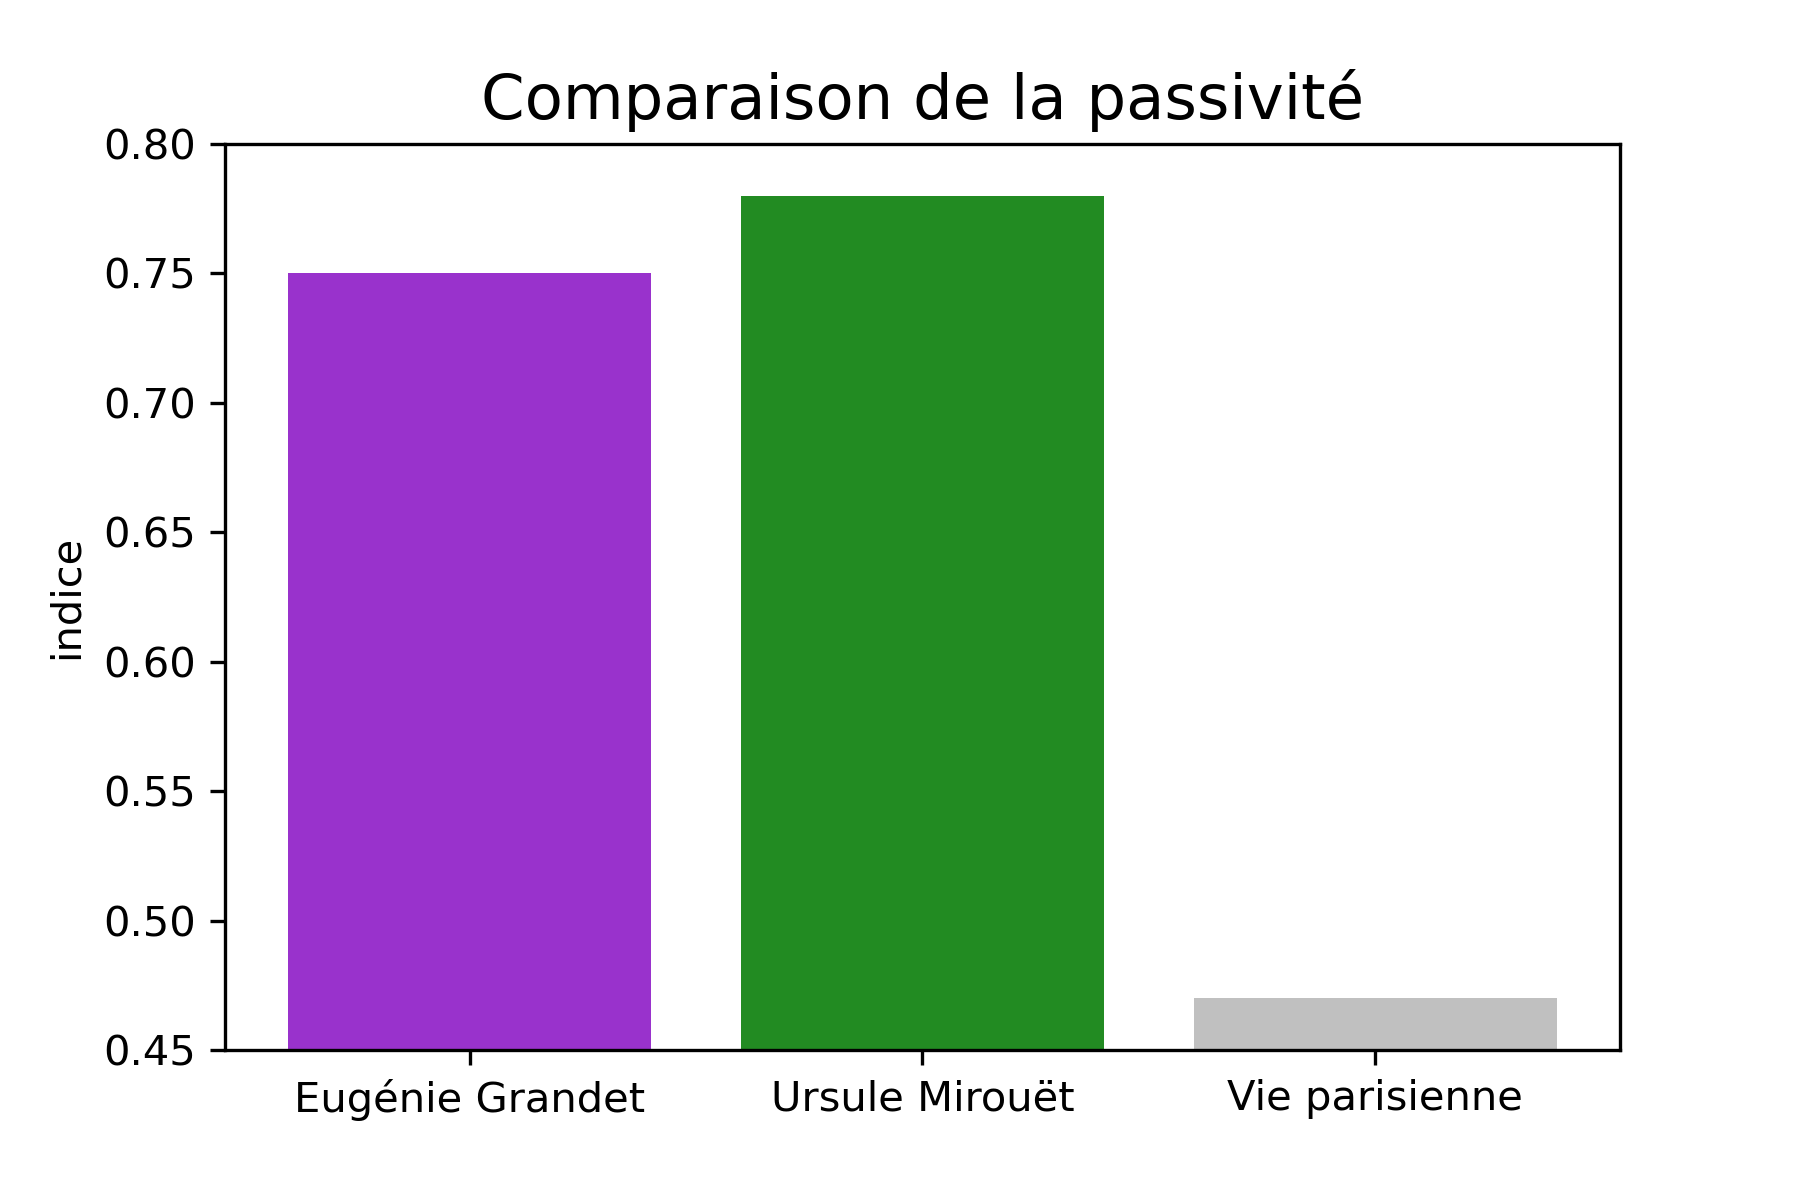 Comparaison de la passivité
0.80
0.75
0.70
0.65
0.60
0.55
0.50
0.45
indice
Eugénie Grandet
Ursule Mirouët
Vie parisienne